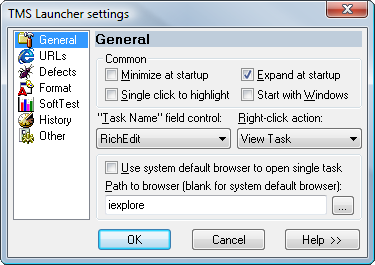 TMS Launcher settings
General
URLs
Defects
Format
SoftTest
History
Other
General
Common
Minimize at startup
Expand at startup
Single click to highlight
Start with Windows
"Task Name" field control:
Right-click action:
RichEdit
View Task
Use system default browser to open single task
Path to browser (blank for system default browser):
iexplore
...
OK
Cancel
Help >>